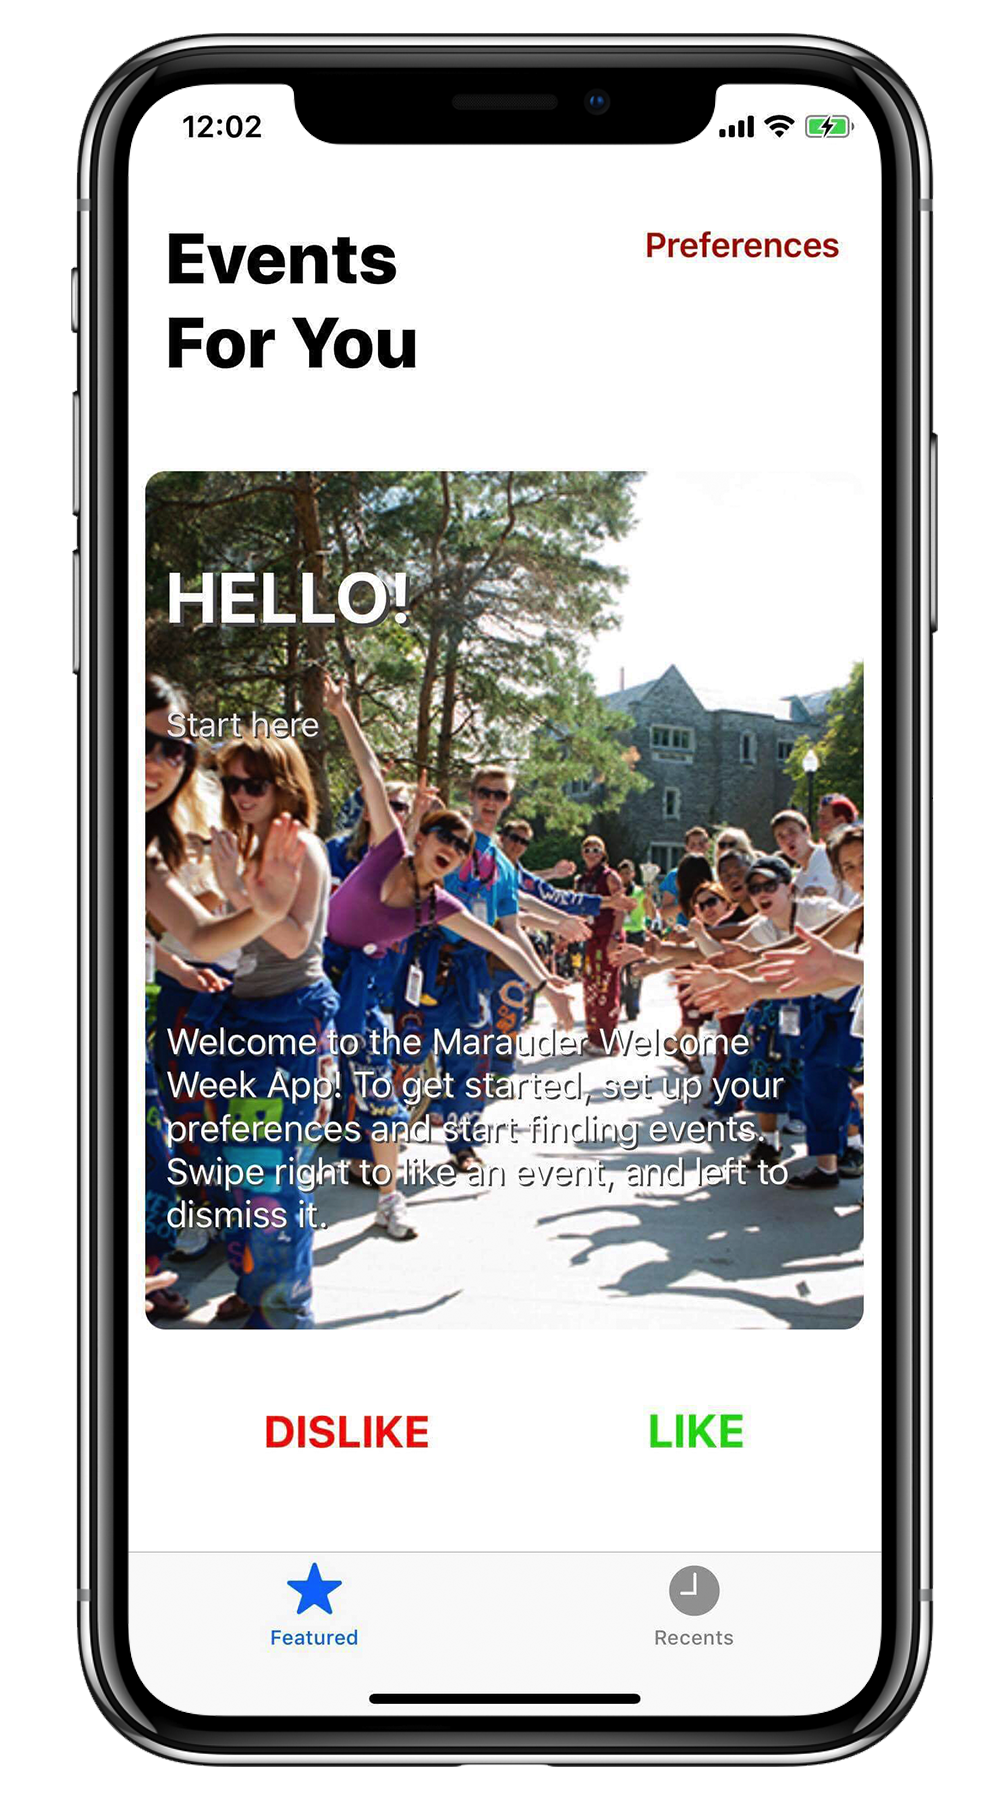 12:02
Events
For You
Preferences
HELLO!
Start here
Welcome to the Marauder Welcome
Week App! To get started, set up your
preferences and start finding events.
Swipe right to like an event, and left to
dismiss it.
DISLIKE
LIKE
Featured
Recents